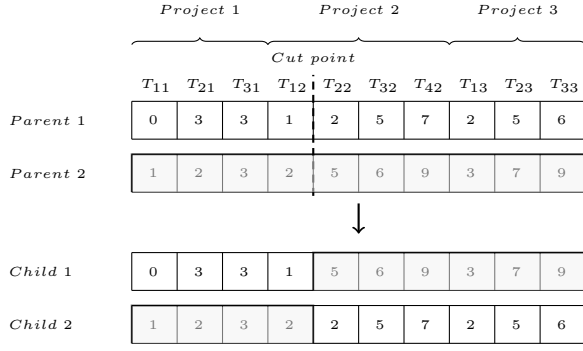 Project 1 Project 2 Project 3
Cut point
T11 T21 T31 T12 T22 T32 T42 T13 T23 T33
Parent 1 0 3 3 1 2 5 7 2 5 6
Parent 2 1 2 3 2 5 6 9 3 7 9
Child 1 0 3 3 1 5 6 9 3 7 9
Child 2 1 2 3 2 2 5 7 2 5 6